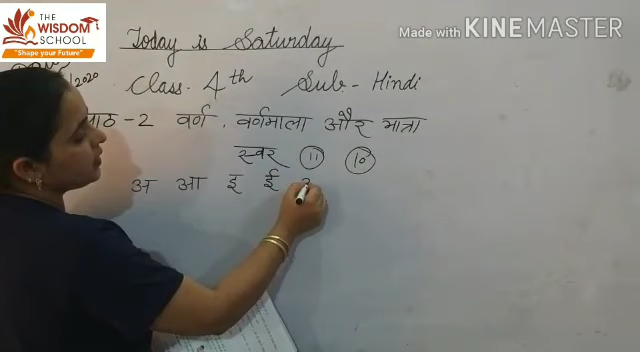 THE WISDOM SCHOOL
"Shape your Future"
Made with KINEMASTER
Today is Saturday
2020
Class. 4th Sub- Hindi
पाठ -2 वर्ण, वर्णमाला और मात्रा
स्वर 11 10
अ आ इ ई